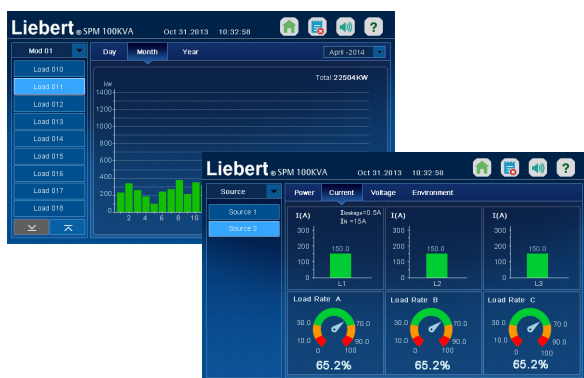 Liebert® SPM 100KVA Oct 31.2013 10:32:58 ?
Mod 01 Day Month Year April -2014
Load 010
Load 011
Load 012
Load 013
Load 014
Load 015
Load 016
Load 017
Load 018
Total:22504KW
kw
1400
1200
1000
800
600
400
200
0
2 4 6 8 10
Liebert® SPM 100KVA Oct 31.2013 10:32:58 ?
Source Power Current Voltage Environment
Source 1
Source 2
I(A) Ileakage=0.5A
IN =15A
300
200
100
0
150.0
L1
I(A)
300
200
100
0
150.0
L2
I(A)
300
200
100
0
150.0
L3
Load Rate A
30.0 70.0
10.0 90.0
0 100
65.2%
Load Rate B
30.0 70.0
10.0 90.0
0 100
65.2%
Load Rate C
30.0 70.0
10.0 90.0
0 100
65.2%